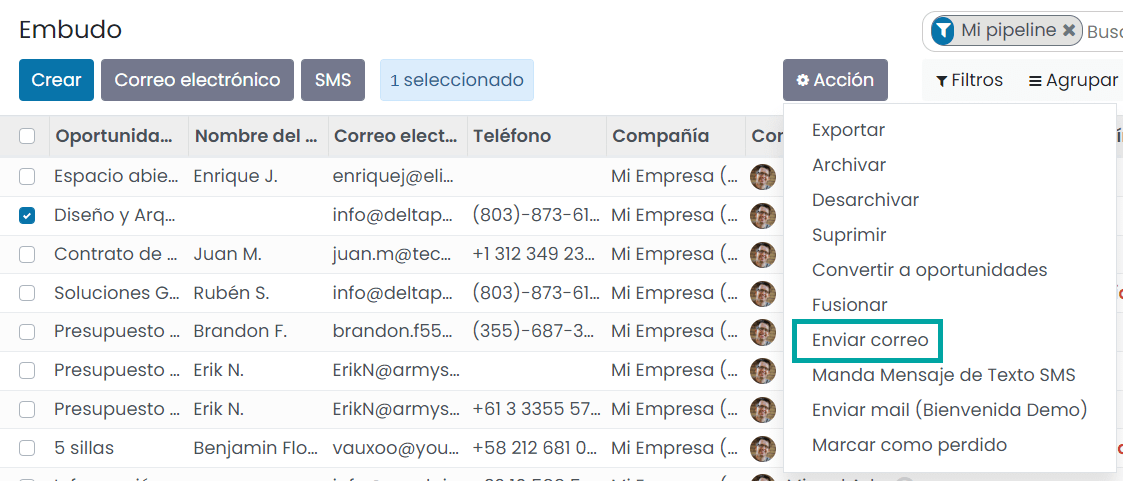 Embudo
Mi pipeline ✖ Busc
Crear Correo electrónico SMS 1 seleccionado Acción Filtros Agrupar
Oportunida... Nombre del ... Correo elect... Teléfono Compañía
Espacio abie... Enrique J. enriquej@eli... Mi Empresa (...
Diseño y Arq... info@deltap... (803)-873-61... Mi Empresa (...
Contrato de ... Juan M. juan.m@tec... +1 312 349 23... Mi Empresa (...
Soluciones G... Rubén S. info@deltap... (803)-873-61... Mi Empresa (...
Presupuesto ... Brandon F. brandon.f55... (355)-687-3... Mi Empresa (...
Presupuesto ... Erik N. ErikN@armys... Mi Empresa (...
Presupuesto ... Erik N. ErikN@armys... +61 3 3355 57... Mi Empresa (...
5 sillas Benjamin Flo... vauxoo@you... +58 212 681 0... Mi Empresa (...
Exportar
Archivar
Desarchivar
Suprimir
Convertir a oportunidades
Fusionar
Enviar correo
Manda Mensaje de Texto SMS
Enviar mail (Bienvenida Demo)
Marcar como perdido